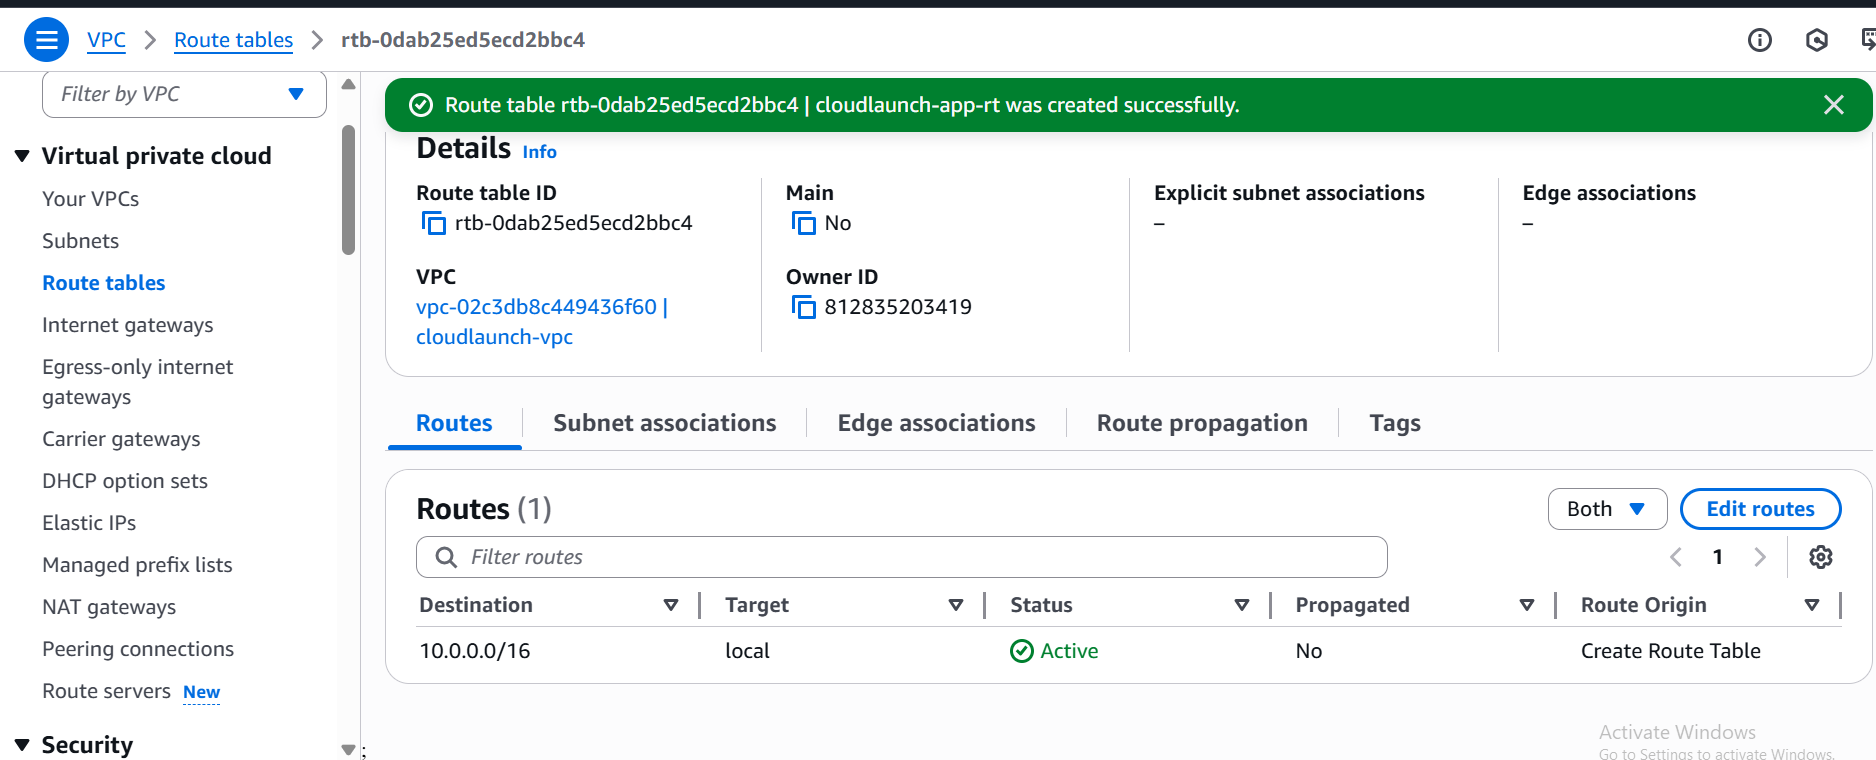 VPC > Route tables > rtb-0dab25ed5ecd2bbc4
Filter by VPC
Virtual private cloud
Your VPCs
Subnets
Route tables
Internet gateways
Egress-only internet
gateways
Carrier gateways
DHCP option sets
Elastic IPs
Managed prefix lists
NAT gateways
Peering connections
Route servers New
Security
Route table rtb-0dab25ed5ecd2bbc4 | cloudlaunch-app-rt was created successfully.
Details Info
Route table ID
rtb-0dab25ed5ecd2bbc4
Main
No
Explicit subnet associations
–
Edge associations
–
VPC
vpc-02c3db8c449436f60 |
cloudlaunch-vpc
Owner ID
812835203419
Routes Subnet associations Edge associations Route propagation Tags
Routes (1)
Both Edit routes
Filter routes
1
Destination Target Status Propagated Route Origin
10.0.0.0/16 local Active No Create Route Table
;
Activate Windows
Go to Settings to activate Windows.